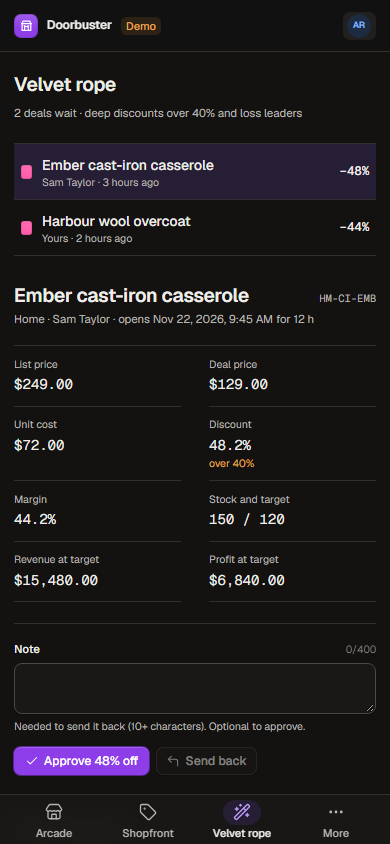 Doorbuster Demo AR
Velvet rope
2 deals wait · deep discounts over 40% and loss leaders
Ember cast-iron casserole −48%
Sam Taylor · 3 hours ago
Harbour wool overcoat −44%
Yours · 2 hours ago
Ember cast-iron casserole HM-CI-EMB
Home · Sam Taylor · opens Nov 22, 2026, 9:45 AM for 12 h
List price Deal price
$249.00 $129.00
Unit cost Discount
$72.00 48.2%
over 40%
Margin Stock and target
44.2% 150 / 120
Revenue at target Profit at target
$15,480.00 $6,840.00
Note 0/400
Needed to send it back (10+ characters). Optional to approve.
Approve 48% off Send back
Arcade Shopfront Velvet rope More